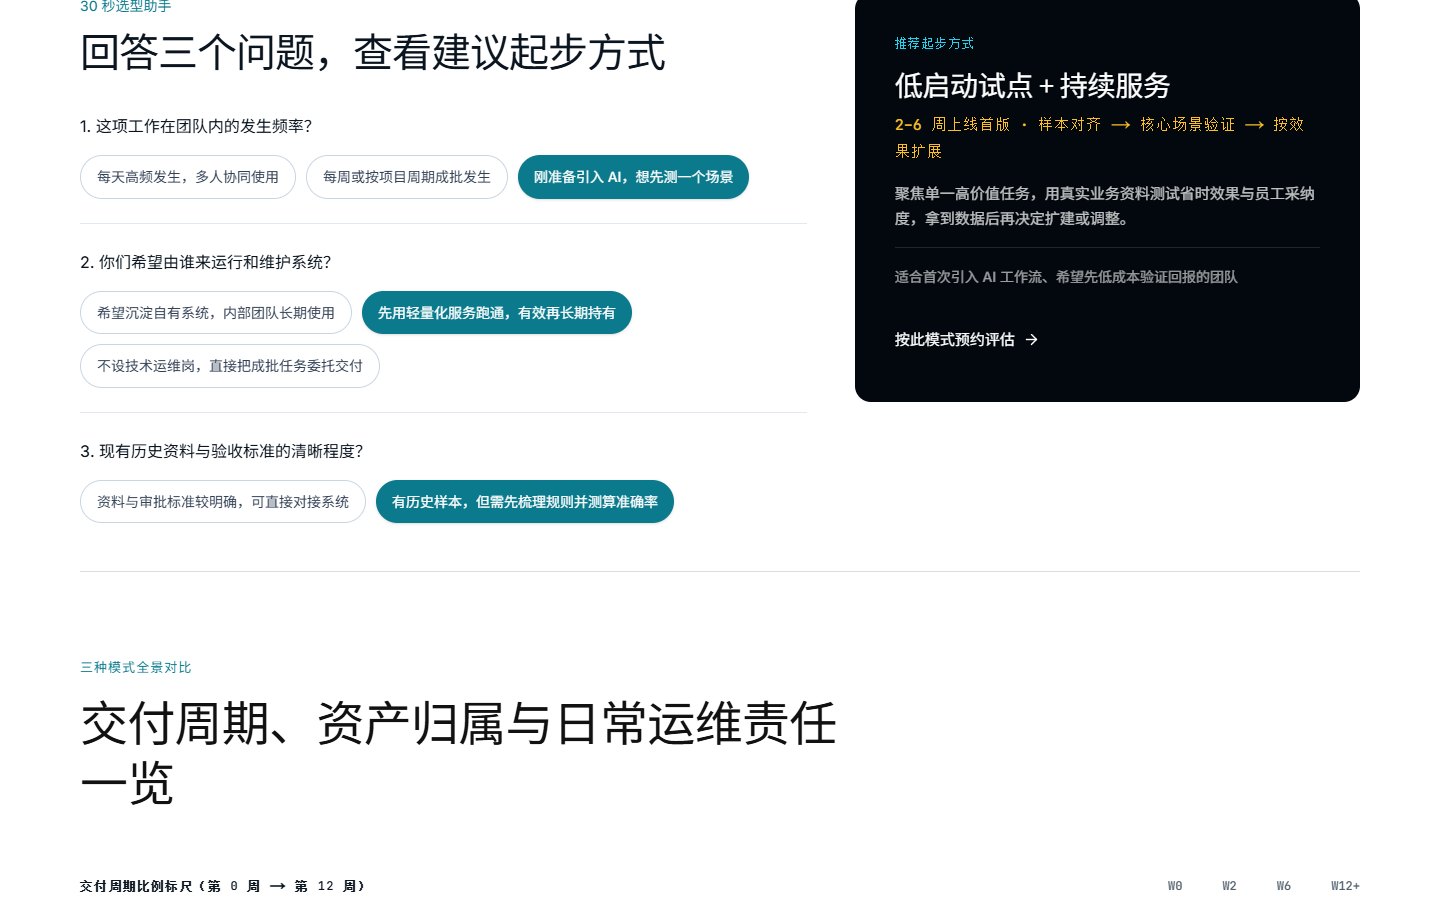 30 秒选型助手
回答三个问题，查看建议起步方式
1. 这项工作在团队内的发生频率？
每天高频发生，多人协同使用
每周或按项目周期成批发生
刚准备引入 AI，想先测一个场景
2. 你们希望由谁来运行和维护系统？
希望沉淀自有系统，内部团队长期使用
先用轻量化服务跑通，有效再长期持有
不设技术运维岗，直接把成批任务委托交付
3. 现有历史资料与验收标准的清晰程度？
资料与审批标准较明确，可直接对接系统
有历史样本，但需先梳理规则并测算准确率
推荐起步方式
低启动试点 + 持续服务
2–6 周上线首版 · 样本对齐 → 核心场景验证 → 按效
果扩展
聚焦单一高价值任务，用真实业务资料测试省时效果与员工采纳
度，拿到数据后再决定扩建或调整。
适合首次引入 AI 工作流、希望先低成本验证回报的团队
按此模式预约评估 →
三种模式全景对比
交付周期、资产归属与日常运维责任
一览
交付周期比例标尺（第 0 周 → 第 12 周）
W0 W2 W6 W12+